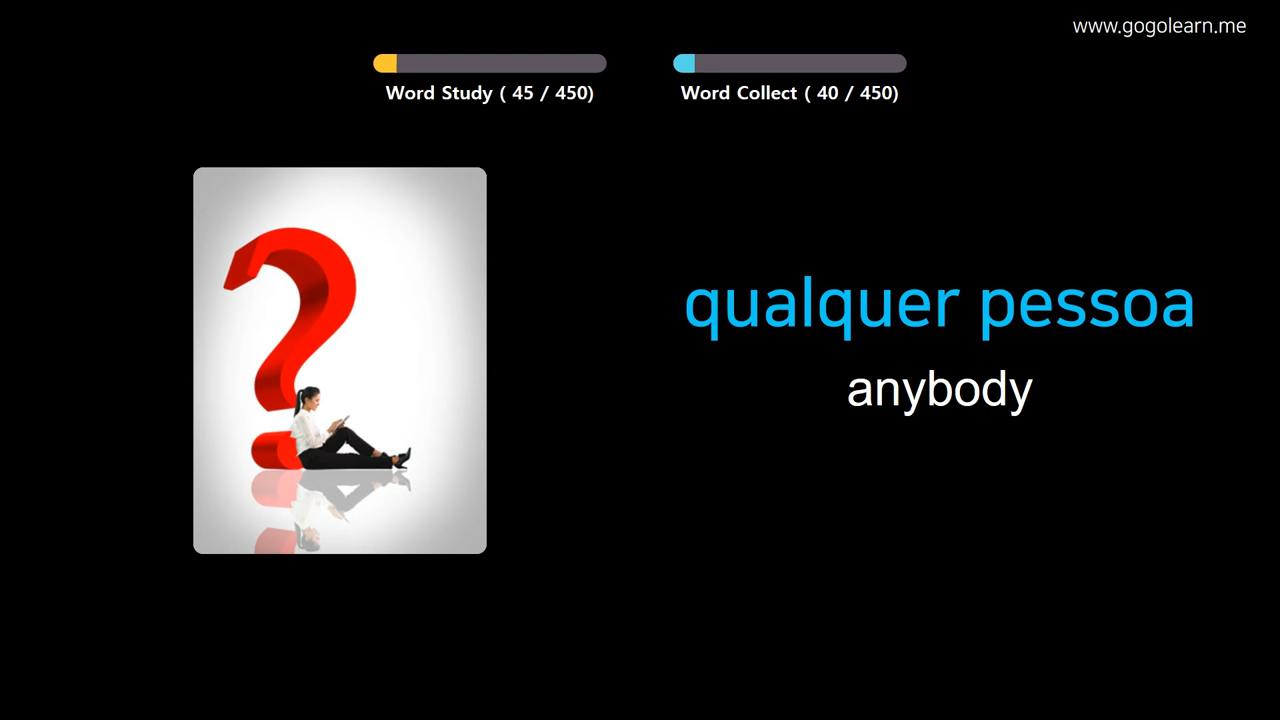 www.gogolearn.me
Word Study ( 45 / 450)
Word Collect ( 40 / 450)
qualquer pessoa
anybody